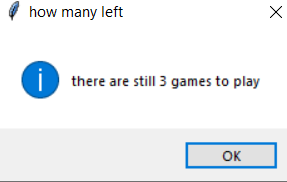 how many left
there are still 3 games to play
OK